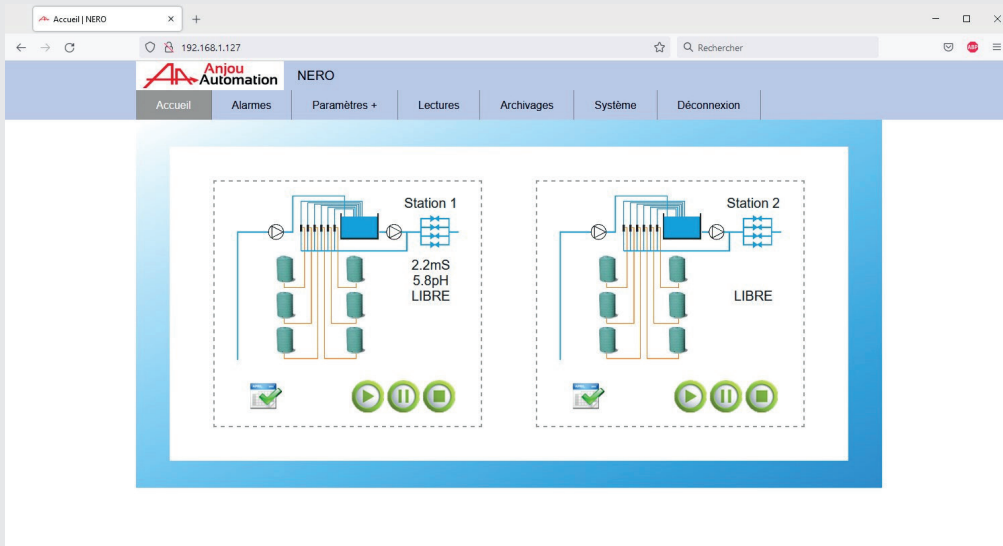 Accueil | NERO
192.168.1.127
Rechercher
ABP
Anjou
Automation
NERO
Accueil
Alarmes
Paramètres +
Lectures
Archivages
Système
Déconnexion
Station 1
2.2mS
5.8pH
LIBRE
Station 2
LIBRE